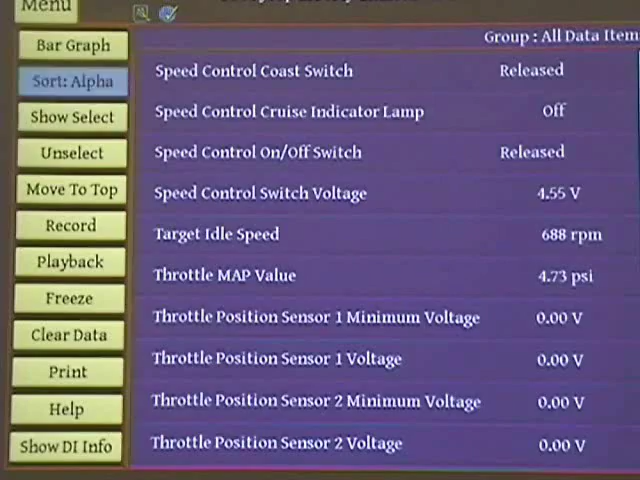 Menu
Group : All Data Item
Bar Graph
Sort: Alpha
Show Select
Unselect
Move To Top
Record
Playback
Freeze
Clear Data
Print
Help
Show DI Info
Speed Control Coast Switch Released
Speed Control Cruise Indicator Lamp Off
Speed Control On/Off Switch Released
Speed Control Switch Voltage 4.55 V
Target Idle Speed 688 rpm
Throttle MAP Value 4.73 psi
Throttle Position Sensor 1 Minimum Voltage 0.00 V
Throttle Position Sensor 1 Voltage 0.00 V
Throttle Position Sensor 2 Minimum Voltage 0.00 V
Throttle Position Sensor 2 Voltage 0.00 V